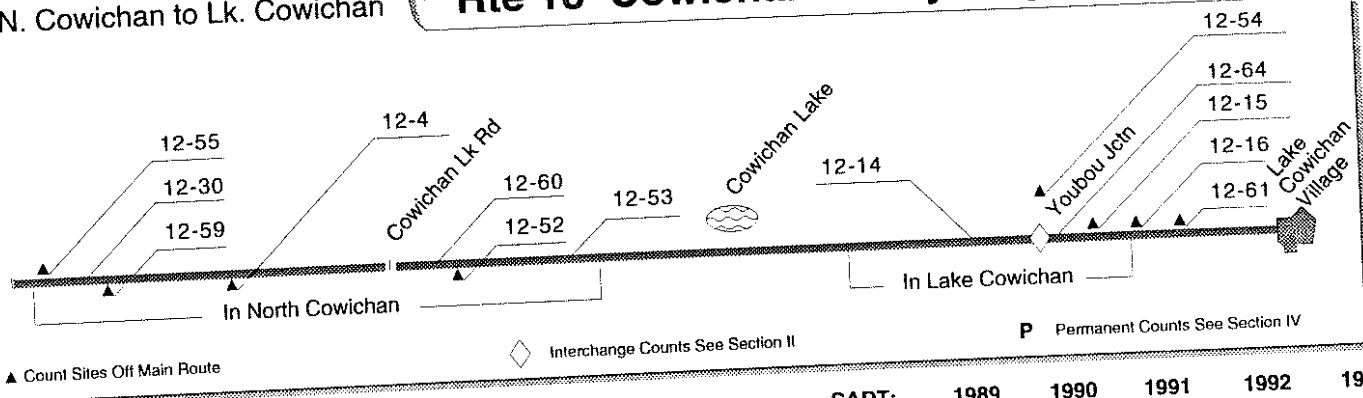 N. Cowichan to Lk. Cowichan
12-54
12-64
12-15
12-16
12-61
Lake
Cowichan
Village
12-55
12-30
12-59
12-4
Cowichan Lk Rd
12-60
12-52
12-53
Cowichan Lake
12-14
Youbou Jctn
In North Cowichan
In Lake Cowichan
▲ Count Sites Off Main Route
Interchange Counts See Section II
P Permanent Counts See Section IV
SADT: 1989 1990 1991 1992